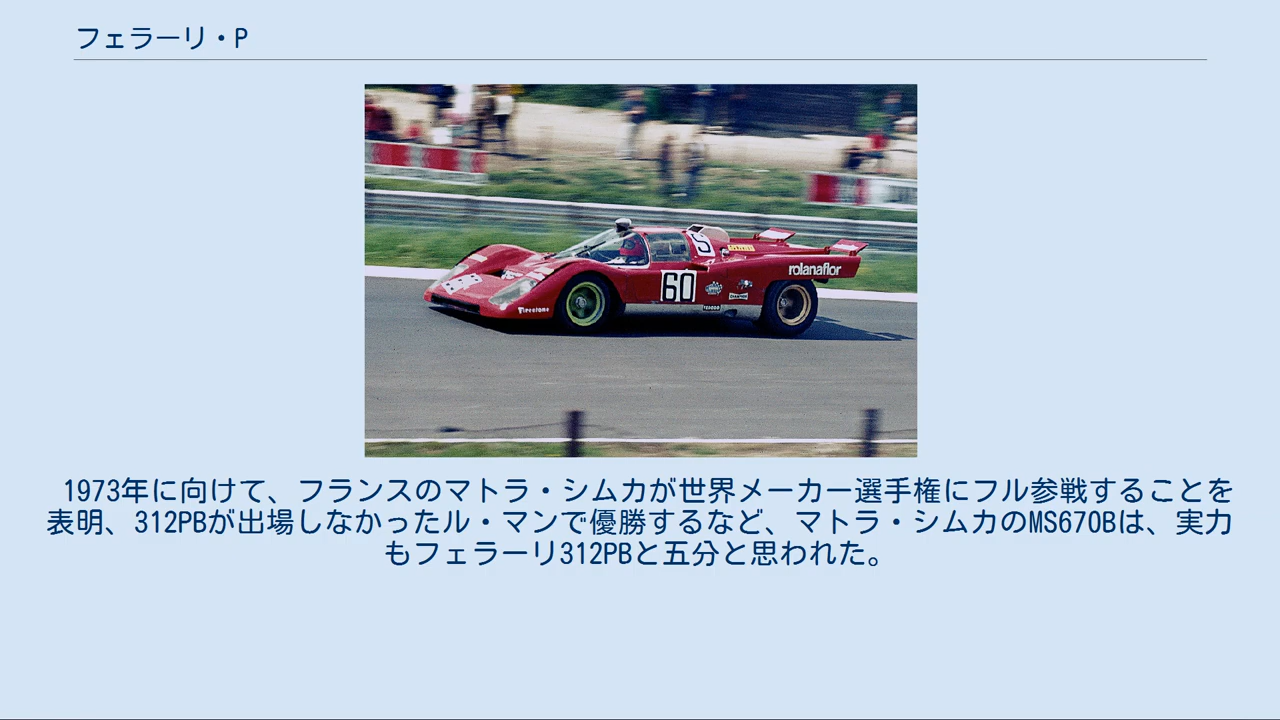 フェラーリ・P
S
rolanaflor
60
Firestone
1973年に向けて、フランスのマトラ・シムカが世界メーカー選手権にフル参戦することを
表明、312PBが出場しなかったル・マンで優勝するなど、マトラ・シムカのMS670Bは、実力
もフェラーリ312PBと五分と思われた。